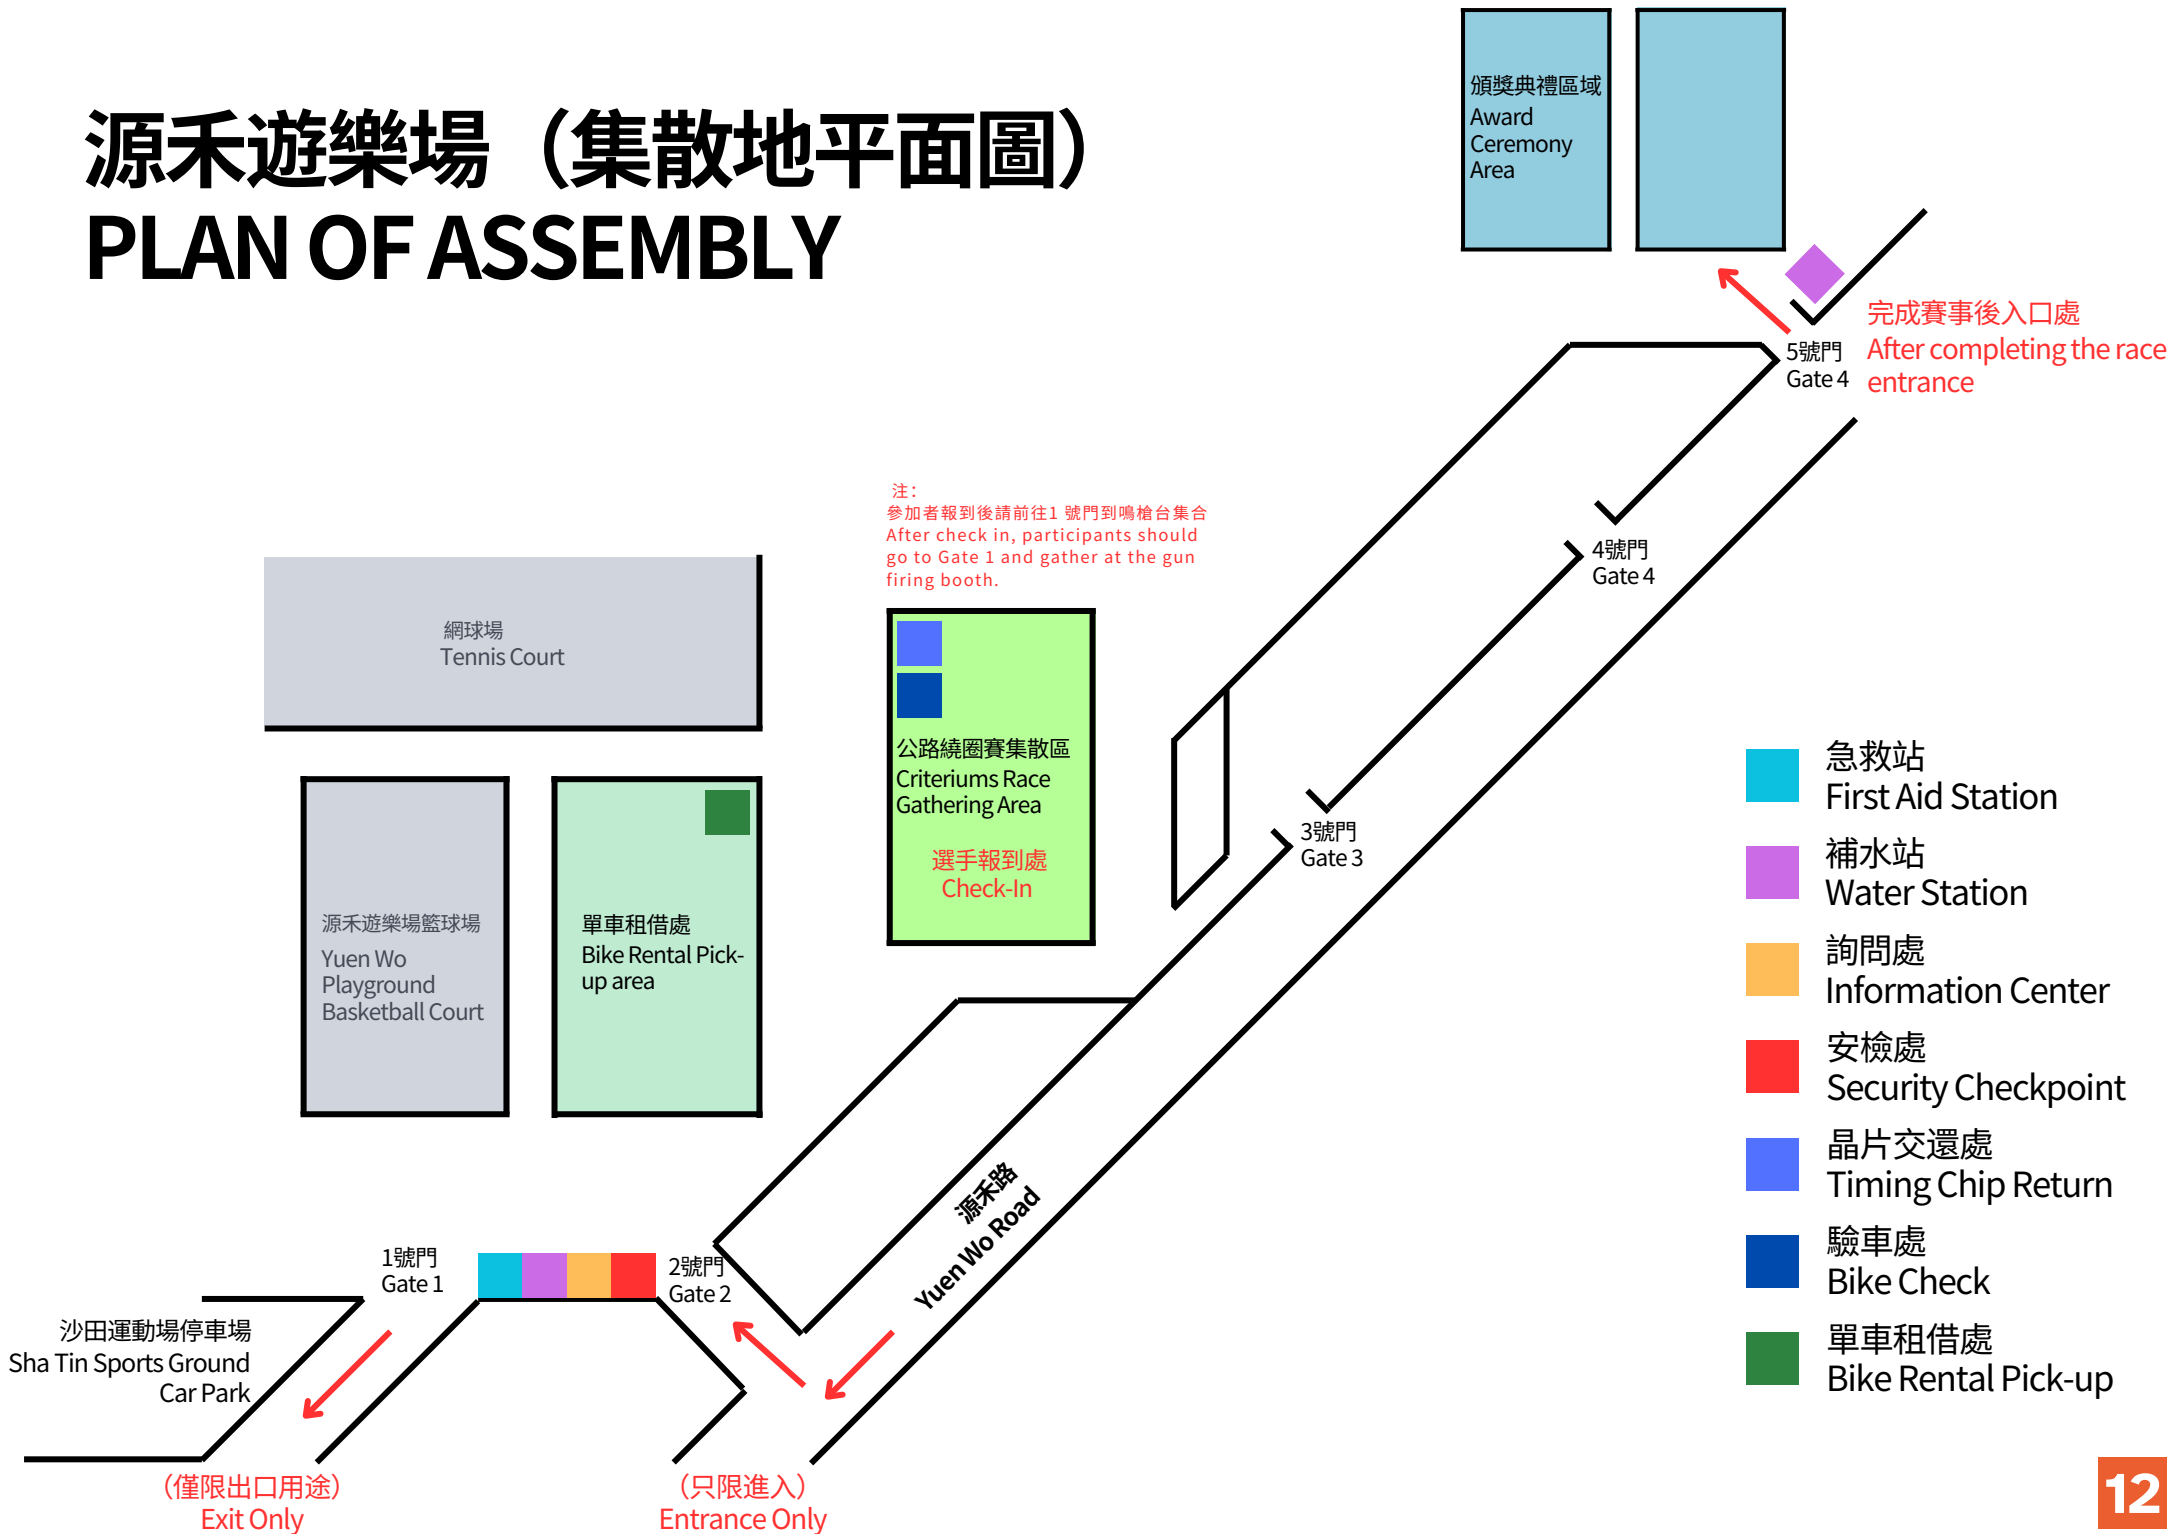 源禾遊樂場（集散地平面圖）
PLAN OF ASSEMBLY
頒獎典禮區域
Award
Ceremony
Area
完成賽事後入口處
After completing the race
entrance
5號門
Gate 4
注：
參加者報到後請前往1 號門到鳴槍台集合
After check in, participants should
go to Gate 1 and gather at the gun
firing booth.
4號門
Gate 4
網球場
Tennis Court
公路繞圈賽集散區
Criteriums Race
Gathering Area
選手報到處
Check-In
3號門
Gate 3
源禾遊樂場籃球場
Yuen Wo
Playground
Basketball Court
單車租借處
Bike Rental Pick-
up area
源禾路
Yuen Wo Road
1號門
Gate 1
2號門
Gate 2
沙田運動場停車場
Sha Tin Sports Ground
Car Park
（僅限出口用途）
Exit Only
（只限進入）
Entrance Only
急救站
First Aid Station
補水站
Water Station
詢問處
Information Center
安檢處
Security Checkpoint
晶片交還處
Timing Chip Return
驗車處
Bike Check
單車租借處
Bike Rental Pick-up
12